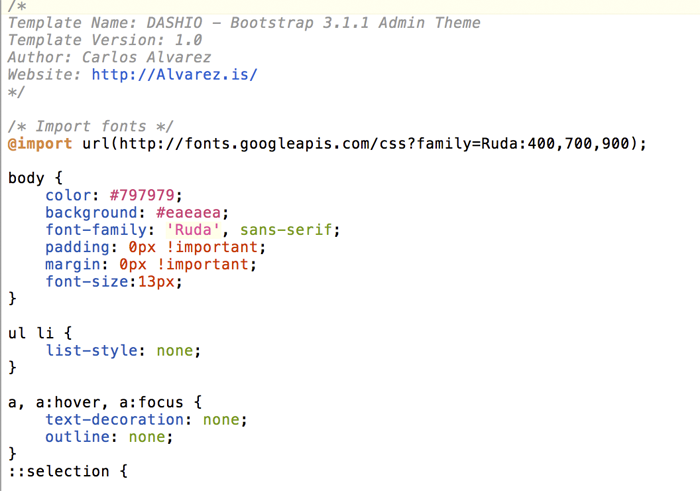 /*
Template Name: DASHIO - Bootstrap 3.1.1 Admin Theme
Template Version: 1.0
Author: Carlos Alvarez
Website: http://Alvarez.is/
*/
/* Import fonts */
@import url(http://fonts.googleapis.com/css?family=Ruda:400,700,900);
body {
    color: #797979;
    background: #eaeaea;
    font-family: 'Ruda', sans-serif;
    padding: 0px !important;
    margin: 0px !important;
    font-size:13px;
}
ul li {
    list-style: none;
}
a, a:hover, a:focus {
    text-decoration: none;
    outline: none;
}
::selection {